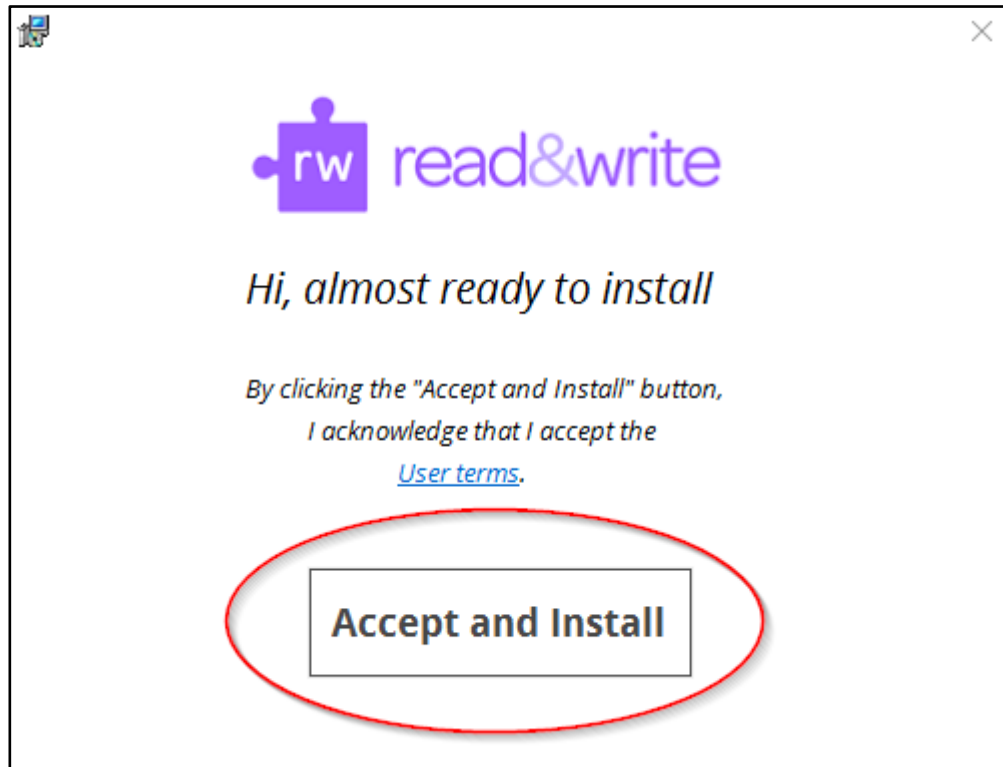 rw read&write
Hi, almost ready to install
By clicking the "Accept and Install" button,
I acknowledge that I accept the
User terms.
Accept and Install